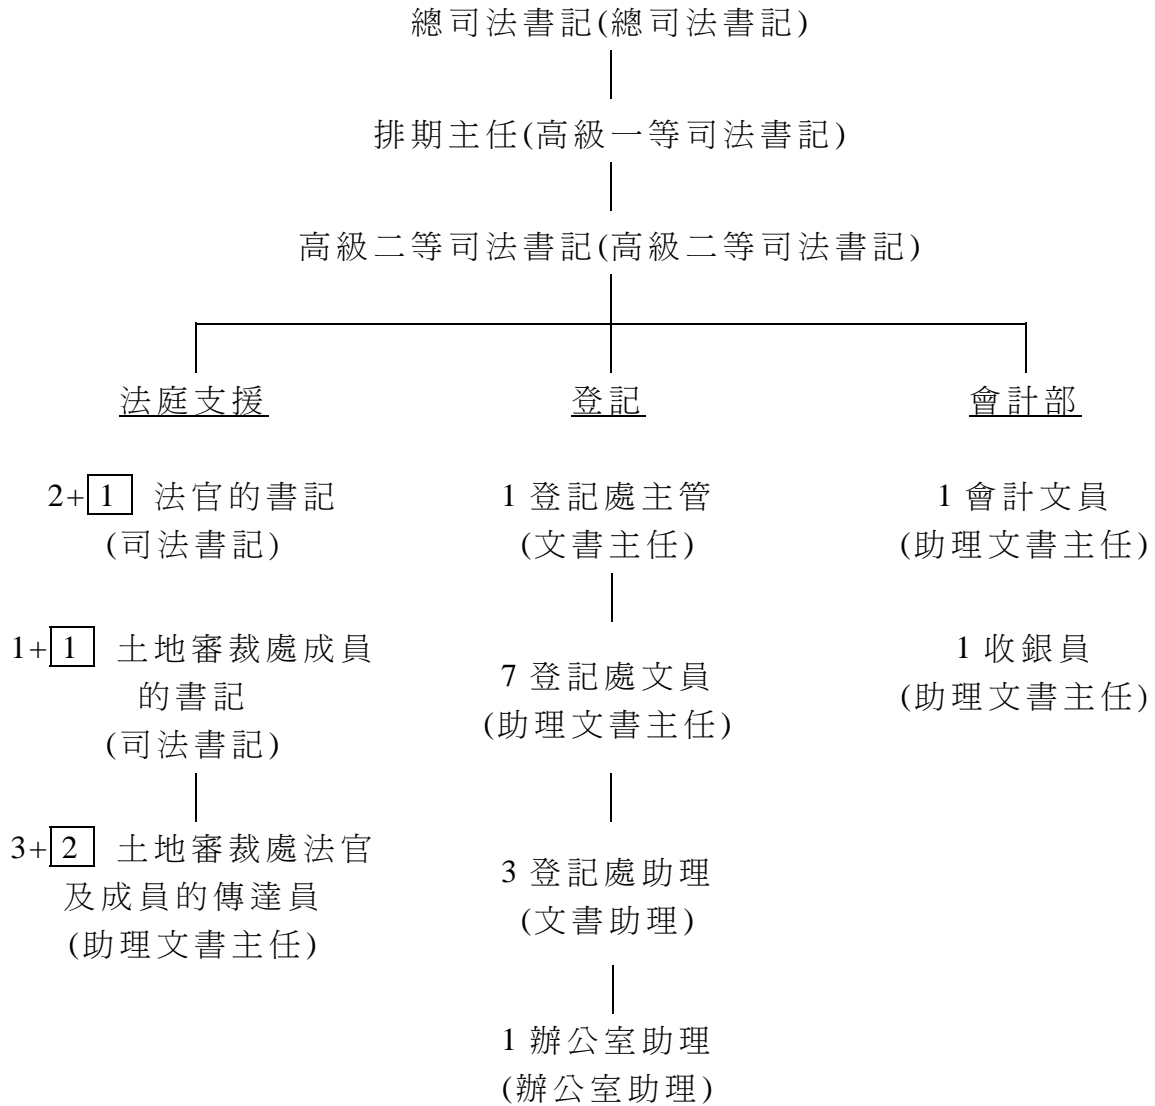 總司法書記(總司法書記)
排期主任(高級一等司法書記)
高級二等司法書記(高級二等司法書記)
法庭支援
2+1 法官的書記
(司法書記)
1+1 土地審裁處成員
的書記
(司法書記)
3+2 土地審裁處法官
及成員的傳達員
(助理文書主任)
登記
1 登記處主管
(文書主任)
7 登記處文員
(助理文書主任)
3 登記處助理
(文書助理)
1 辦公室助理
(辦公室助理)
會計部
1 會計文員
(助理文書主任)
1 收銀員
(助理文書主任)